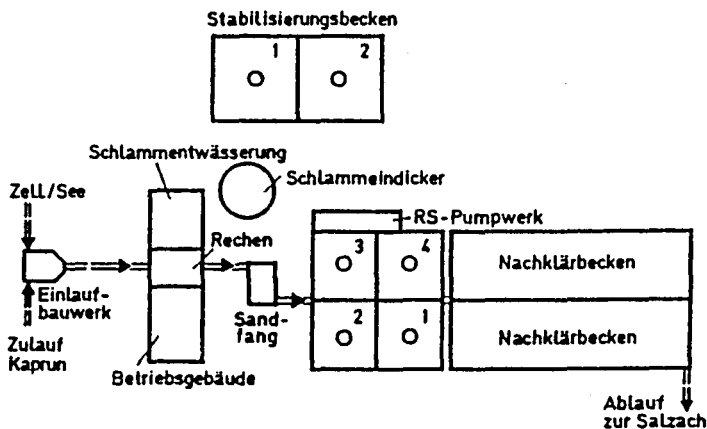 Stabilisierungsbecken
1 2
Schlammentwässerung
Schlammeindicker
Zell/See
RS-Pumpwerk
Rechen
3 4
Nachklärbecken
Einlauf-
bauwerk
Sand-
fang
2 1
Nachklärbecken
Zulauf
Kaprun
Betriebsgebäude
Ablauf
zur Salzach